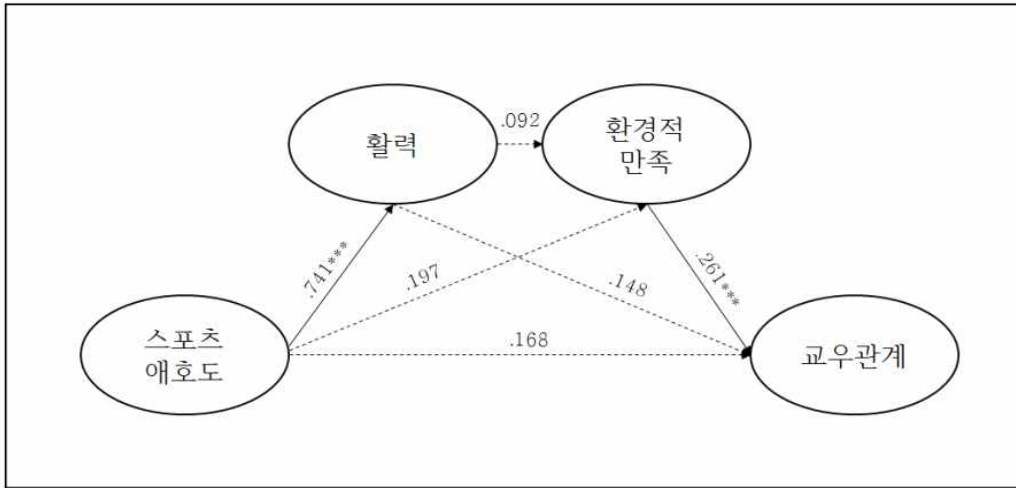 활력
.092
환경적
만족
.741***
.197
.148
.261***
스포츠
애호도
.168
교우관계